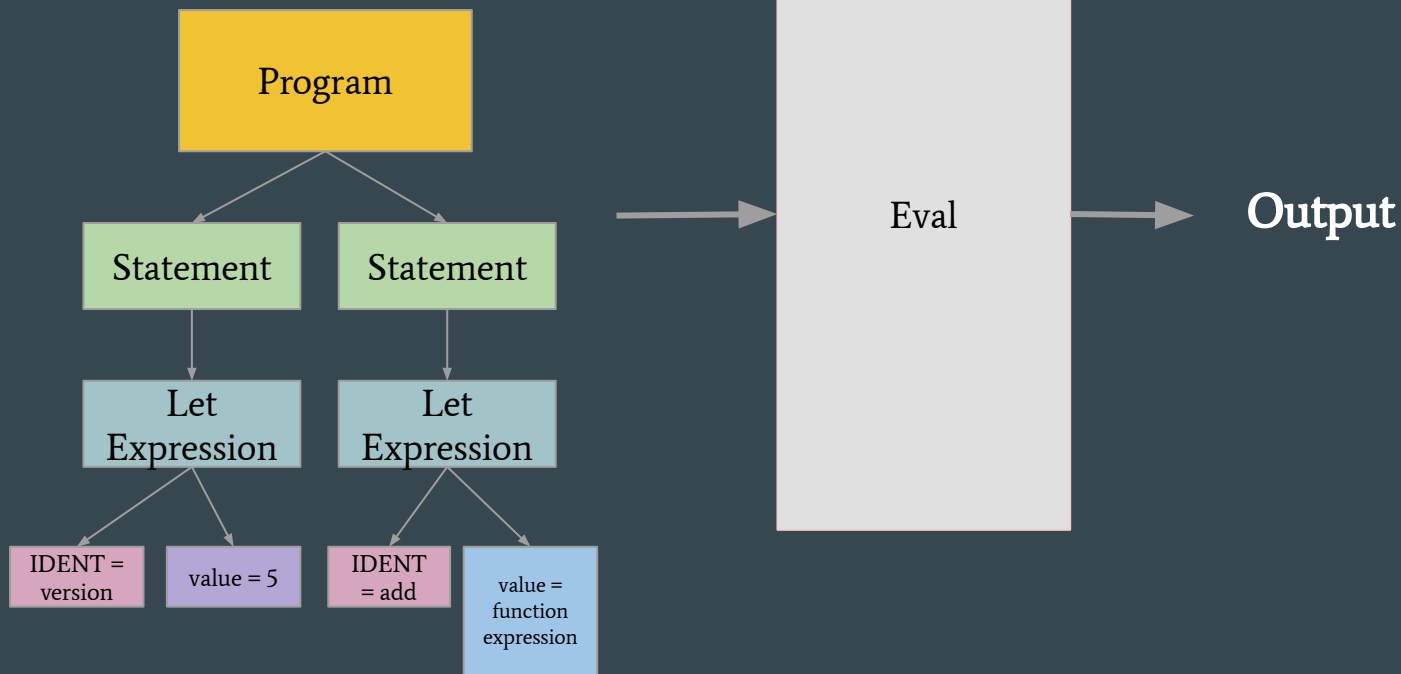 Program
Statement
Statement
Let
Expression
Let
Expression
IDENT =
version
value = 5
IDENT
= add
value =
function
expression
Eval
Output